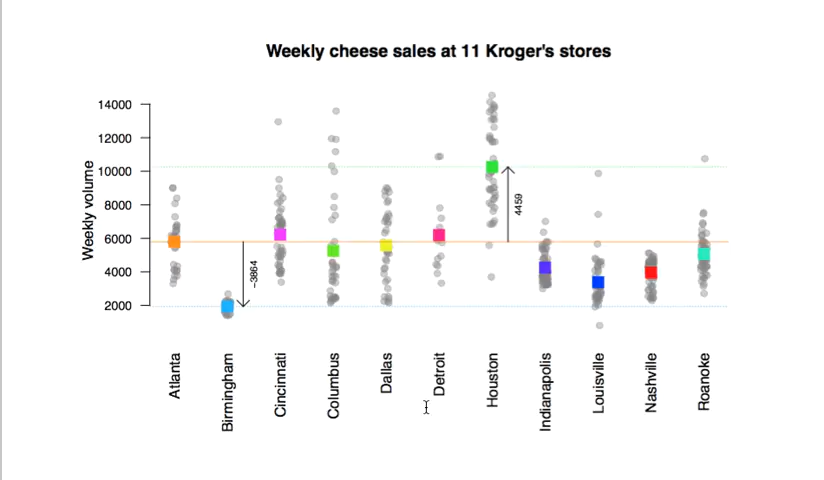 Weekly cheese sales at 11 Kroger's stores
Weekly volume
14000
12000
10000
8000
6000
4000
2000
-3864
4459
Atlanta
Birmingham
Cincinnati
Columbus
Dallas
Detroit
Houston
Indianapolis
Louisville
Nashville
Roanoke